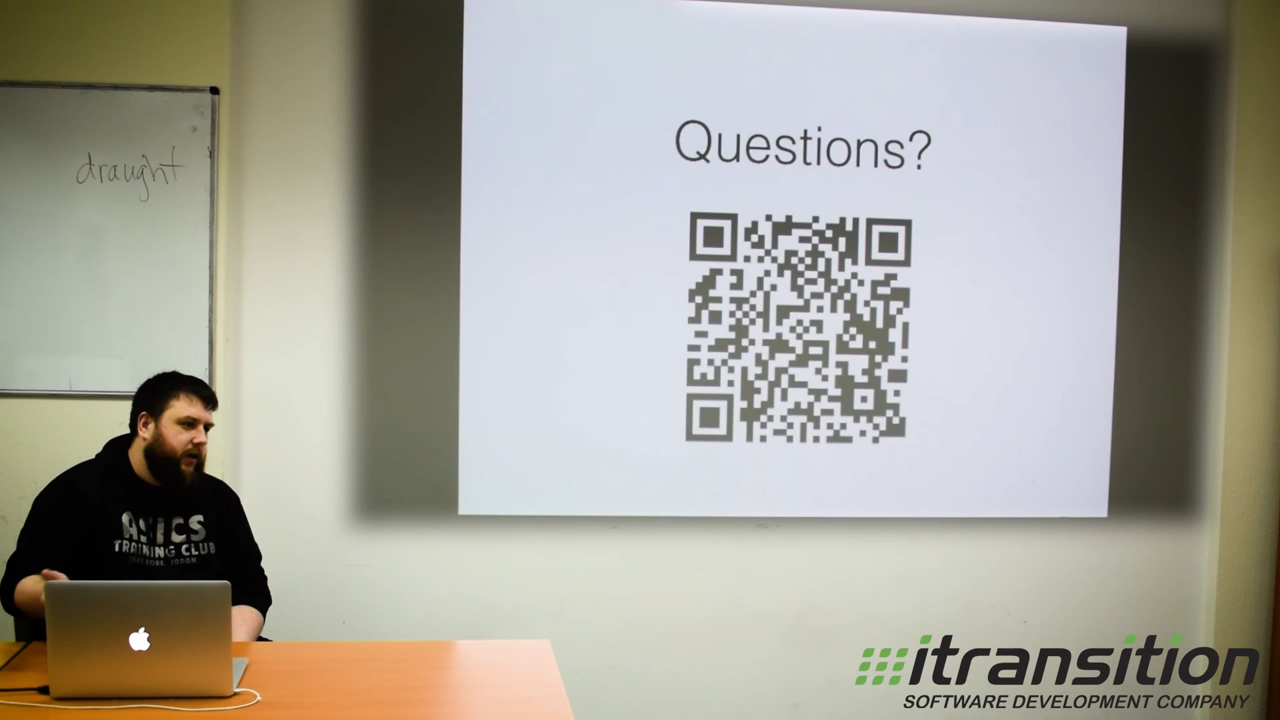 draught
Questions?
ASICS
TRAINING CLUB
itransition
SOFTWARE DEVELOPMENT COMPANY